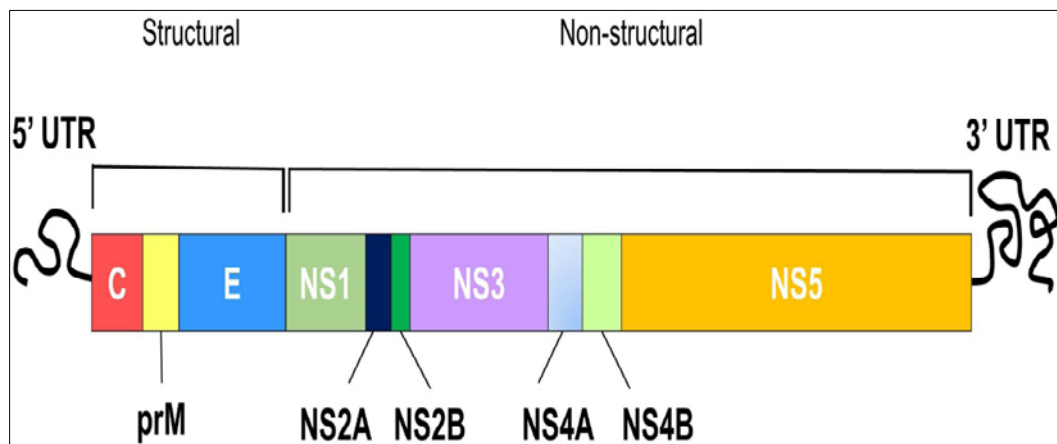 Structural Non-structural
5’ UTR 3’ UTR
C E NS1 NS3 NS5
prM NS2A NS2B NS4A NS4B